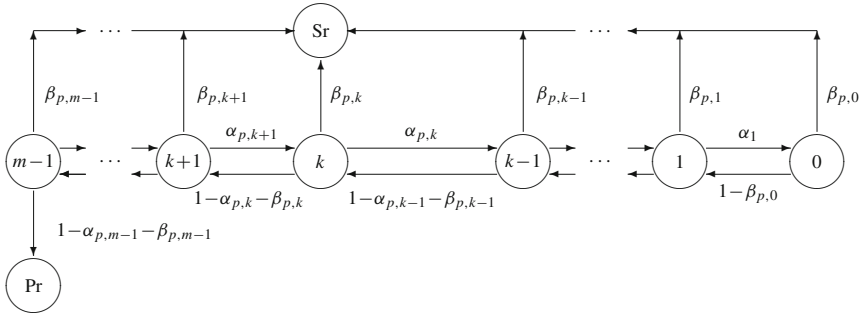 ··· Sr ···
β_{p,m−1} β_{p,k+1} β_{p,k} β_{p,k−1} β_{p,1} β_{p,0}
α_{p,k+1} α_{p,k} α_1
m−1 ··· k+1 k k−1 ··· 1 0
1−α_{p,k}−β_{p,k} 1−α_{p,k−1}−β_{p,k−1} 1−β_{p,0}
1−α_{p,m−1}−β_{p,m−1}
Pr